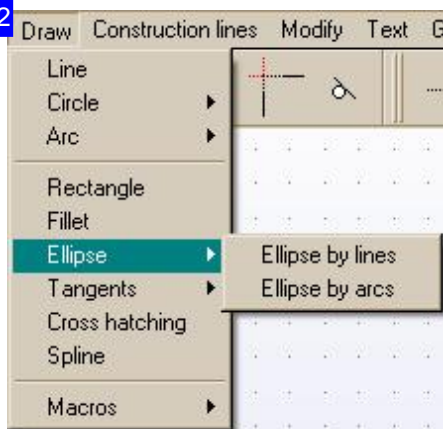 2
Draw Construction lines Modify Text
Line
Circle
Arc
Rectangle
Fillet
Ellipse
Ellipse by lines
Tangents
Ellipse by arcs
Cross hatching
Spline
Macros